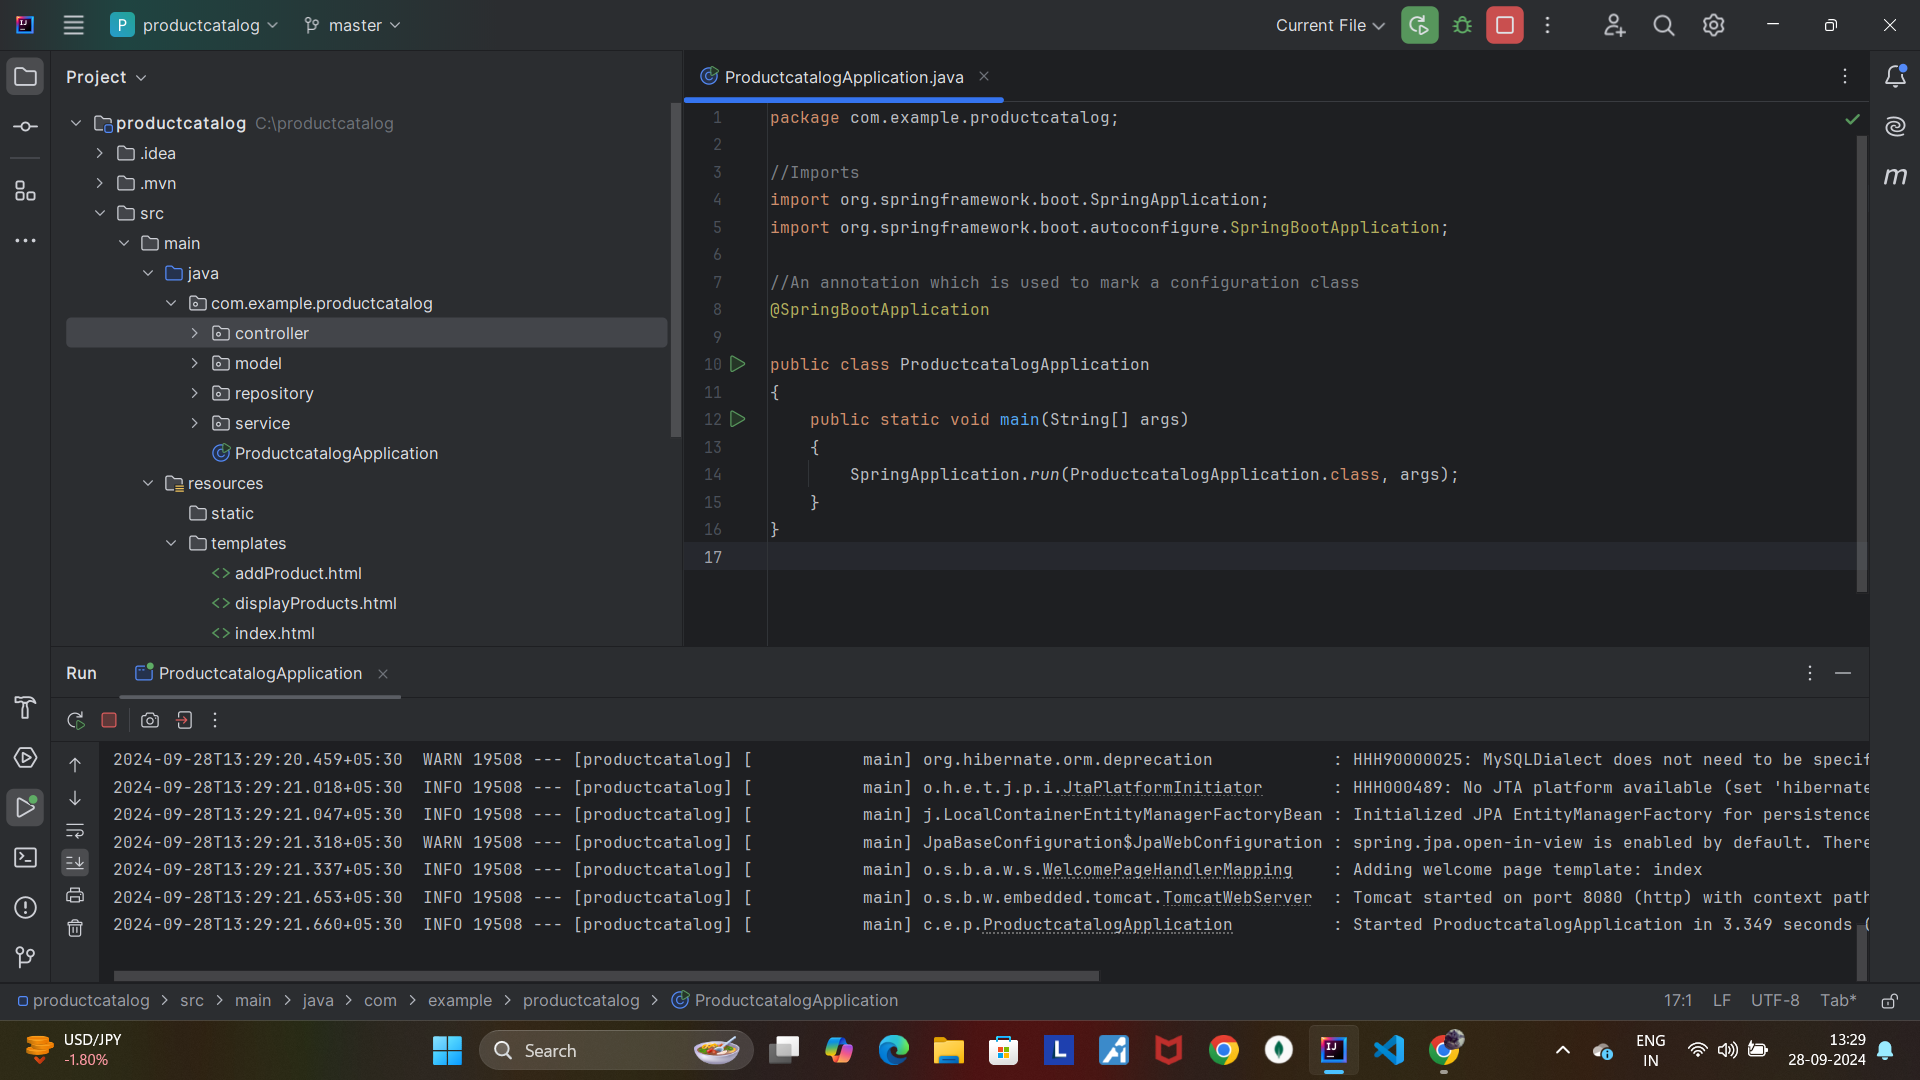 P productcatalog master Current File
Project
ProductcatalogApplication.java
productcatalog C:\productcatalog
.idea
.mvn
src
main
java
com.example.productcatalog
controller
model
repository
service
ProductcatalogApplication
resources
static
templates
addProduct.html
displayProducts.html
index.html
1 package com.example.productcatalog;
2
3 //Imports
4 import org.springframework.boot.SpringApplication;
5 import org.springframework.boot.autoconfigure.SpringBootApplication;
6
7 //An annotation which is used to mark a configuration class
8 @SpringBootApplication
9
10 public class ProductcatalogApplication
11 {
12 public static void main(String[] args)
13 {
14 SpringApplication.run(ProductcatalogApplication.class, args);
15 }
16 }
17
m
Run ProductcatalogApplication
2024-09-28T13:29:20.459+05:30 WARN 19508 --- [productcatalog] [ main] org.hibernate.orm.deprecation : HHH90000025: MySQLDialect does not need to be specif
2024-09-28T13:29:21.018+05:30 INFO 19508 --- [productcatalog] [ main] o.h.e.t.j.p.i.JtaPlatformInitiator : HHH000489: No JTA platform available (set 'hibernate
2024-09-28T13:29:21.047+05:30 INFO 19508 --- [productcatalog] [ main] j.LocalContainerEntityManagerFactoryBean : Initialized JPA EntityManagerFactory for persistence
2024-09-28T13:29:21.318+05:30 WARN 19508 --- [productcatalog] [ main] JpaBaseConfiguration$JpaWebConfiguration : spring.jpa.open-in-view is enabled by default. There
2024-09-28T13:29:21.337+05:30 INFO 19508 --- [productcatalog] [ main] o.s.b.a.w.s.WelcomePageHandlerMapping : Adding welcome page template: index
2024-09-28T13:29:21.653+05:30 INFO 19508 --- [productcatalog] [ main] o.s.b.w.embedded.tomcat.TomcatWebServer : Tomcat started on port 8080 (http) with context path
2024-09-28T13:29:21.660+05:30 INFO 19508 --- [productcatalog] [ main] c.e.p.ProductcatalogApplication : Started ProductcatalogApplication in 3.349 seconds (
productcatalog > src > main > java > com > example > productcatalog > ProductcatalogApplication 17:1 LF UTF-8 Tab*
USD/JPY
-1.80%
Search
ENG
IN
13:29
28-09-2024